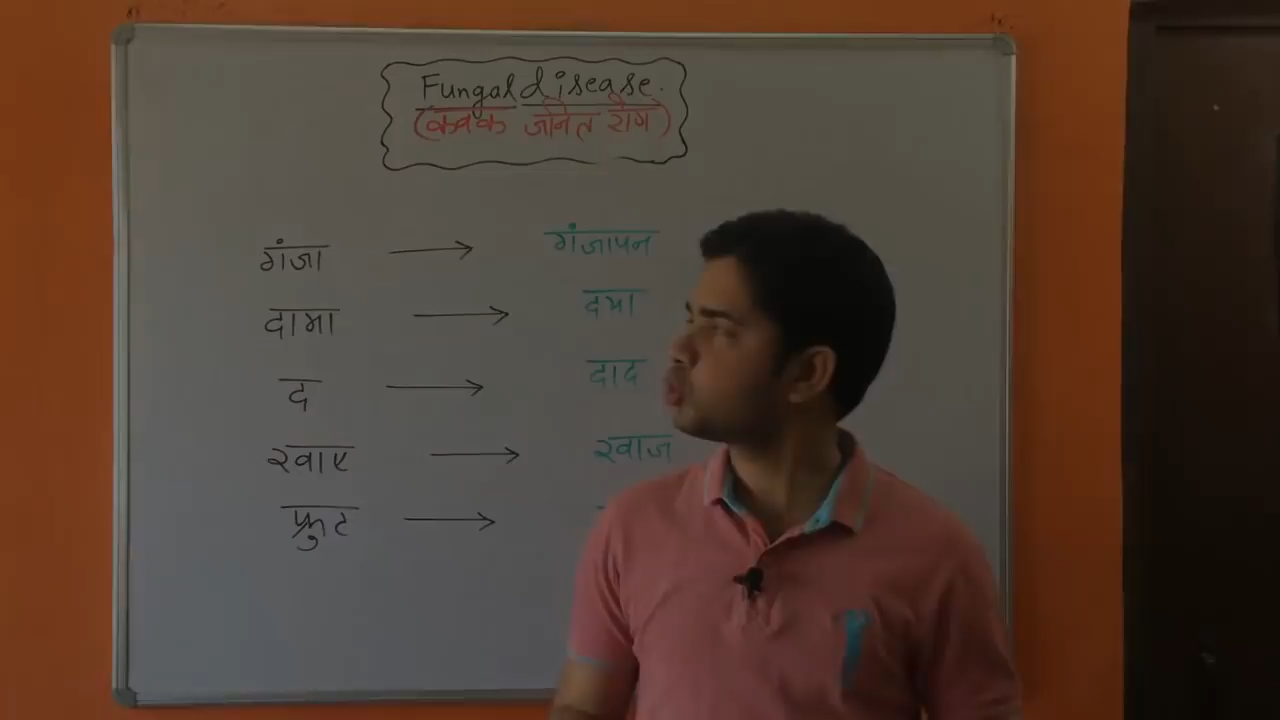 Fungal disease.
(कवक जनित रोग)
गंजा → गंजापन
दामा → दमा
द → दाद
खाए → खाज
फ्रुट →